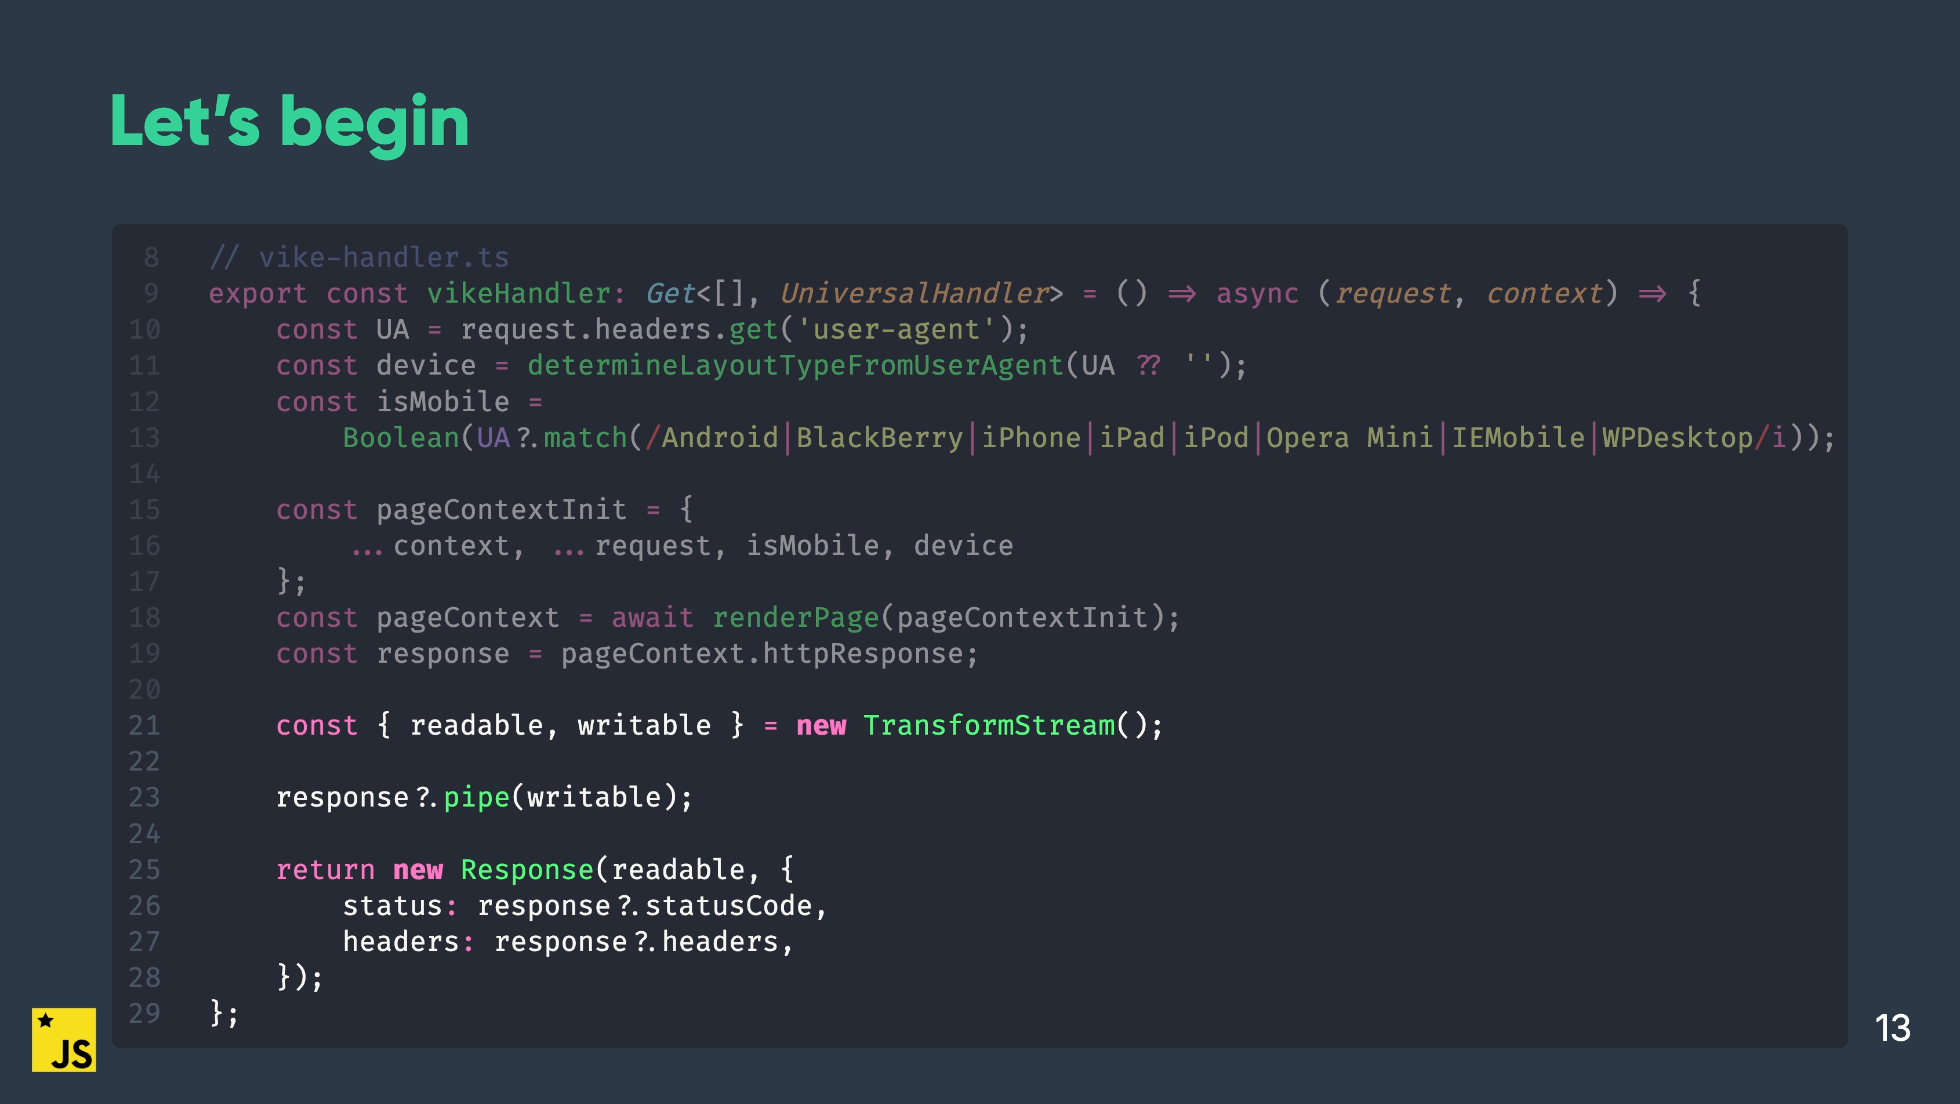 Let’s begin
8 // vike-handler.ts
9 export const vikeHandler: Get<[], UniversalHandler> = () => async (request, context) => {
10 const UA = request.headers.get('user-agent');
11 const device = determineLayoutTypeFromUserAgent(UA ?? '');
12 const isMobile =
13 Boolean(UA?.match(/Android|BlackBerry|iPhone|iPad|iPod|Opera Mini|IEMobile|WPDesktop/i));
14
15 const pageContextInit = {
16 ...context, ...request, isMobile, device
17 };
18 const pageContext = await renderPage(pageContextInit);
19 const response = pageContext.httpResponse;
20
21 const { readable, writable } = new TransformStream();
22
23 response?.pipe(writable);
24
25 return new Response(readable, {
26 status: response?.statusCode,
27 headers: response?.headers,
28 });
29 };
JS
13